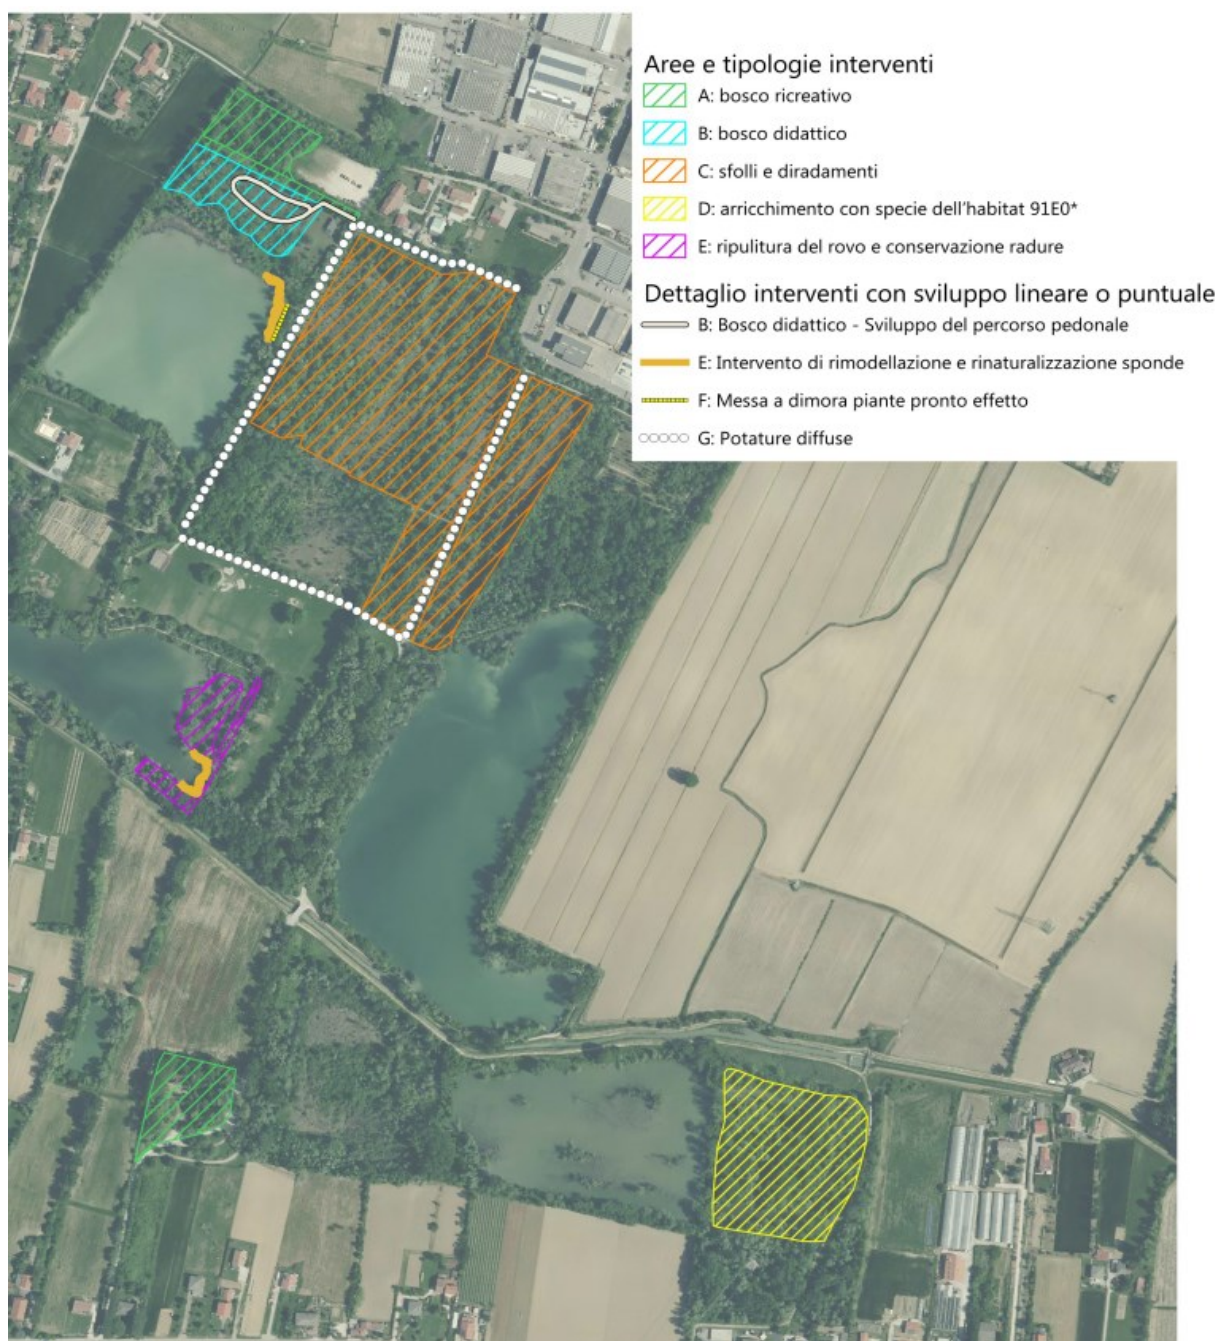 Aree e tipologie interventi
A: bosco ricreativo
B: bosco didattico
C: sfolli e diradamenti
D: arricchimento con specie dell'habitat 91E0*
E: ripulitura del rovo e conservazione radure
Dettaglio interventi con sviluppo lineare o puntuale
B: Bosco didattico - Sviluppo del percorso pedonale
E: Intervento di rimodellazione e rinaturalizzazione sponde
F: Messa a dimora piante pronto effetto
G: Potature diffuse